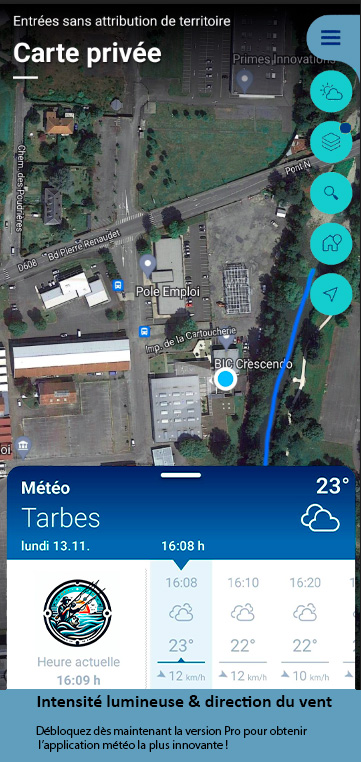 Entrées sans attribution de territoire
Carte privée
Primes Innovations
Chem. des Poudrières
Pont N
D608
Bd Pierre Renaudet
Pole Emploi
Imp. de la Cartoucherie
BIC Crescendo
oi
Météo
23°
Tarbes
lundi 13.11.
16:08 h
16:08
16:10
16:20
23°
22°
22°
Heure actuelle
16:09 h
12 km/h
12 km/h
10 km/h
Intensité lumineuse & direction du vent
Débloquez dès maintenant la version Pro pour obtenir
l'application météo la plus innovante !